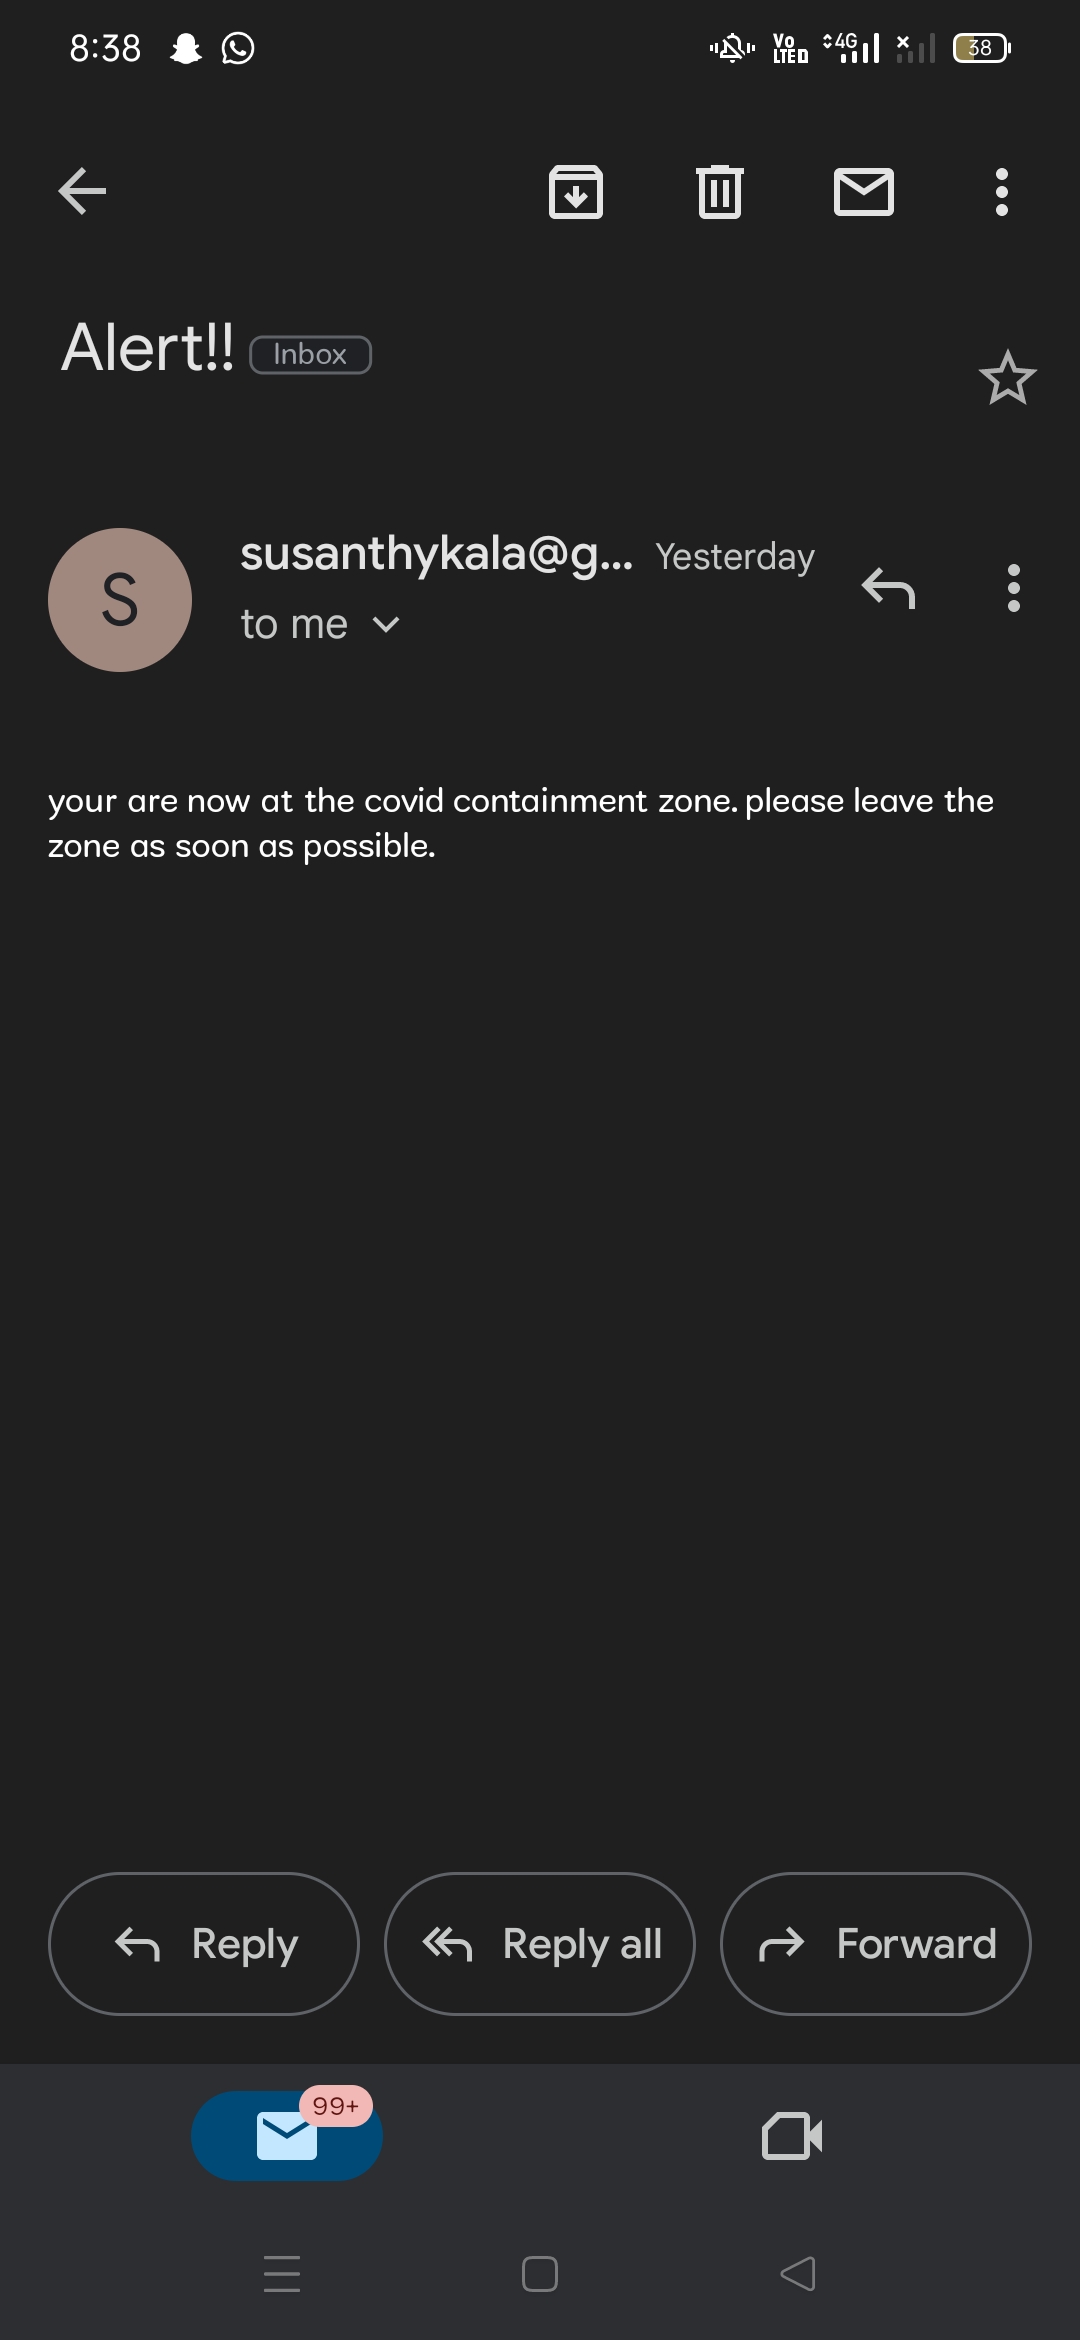 8:38 Vo LTE 4G 38
Alert!! Inbox
S
susanthykala@g... Yesterday
to me
your are now at the covid containment zone. please leave the
zone as soon as possible.
Reply Reply all Forward
99+